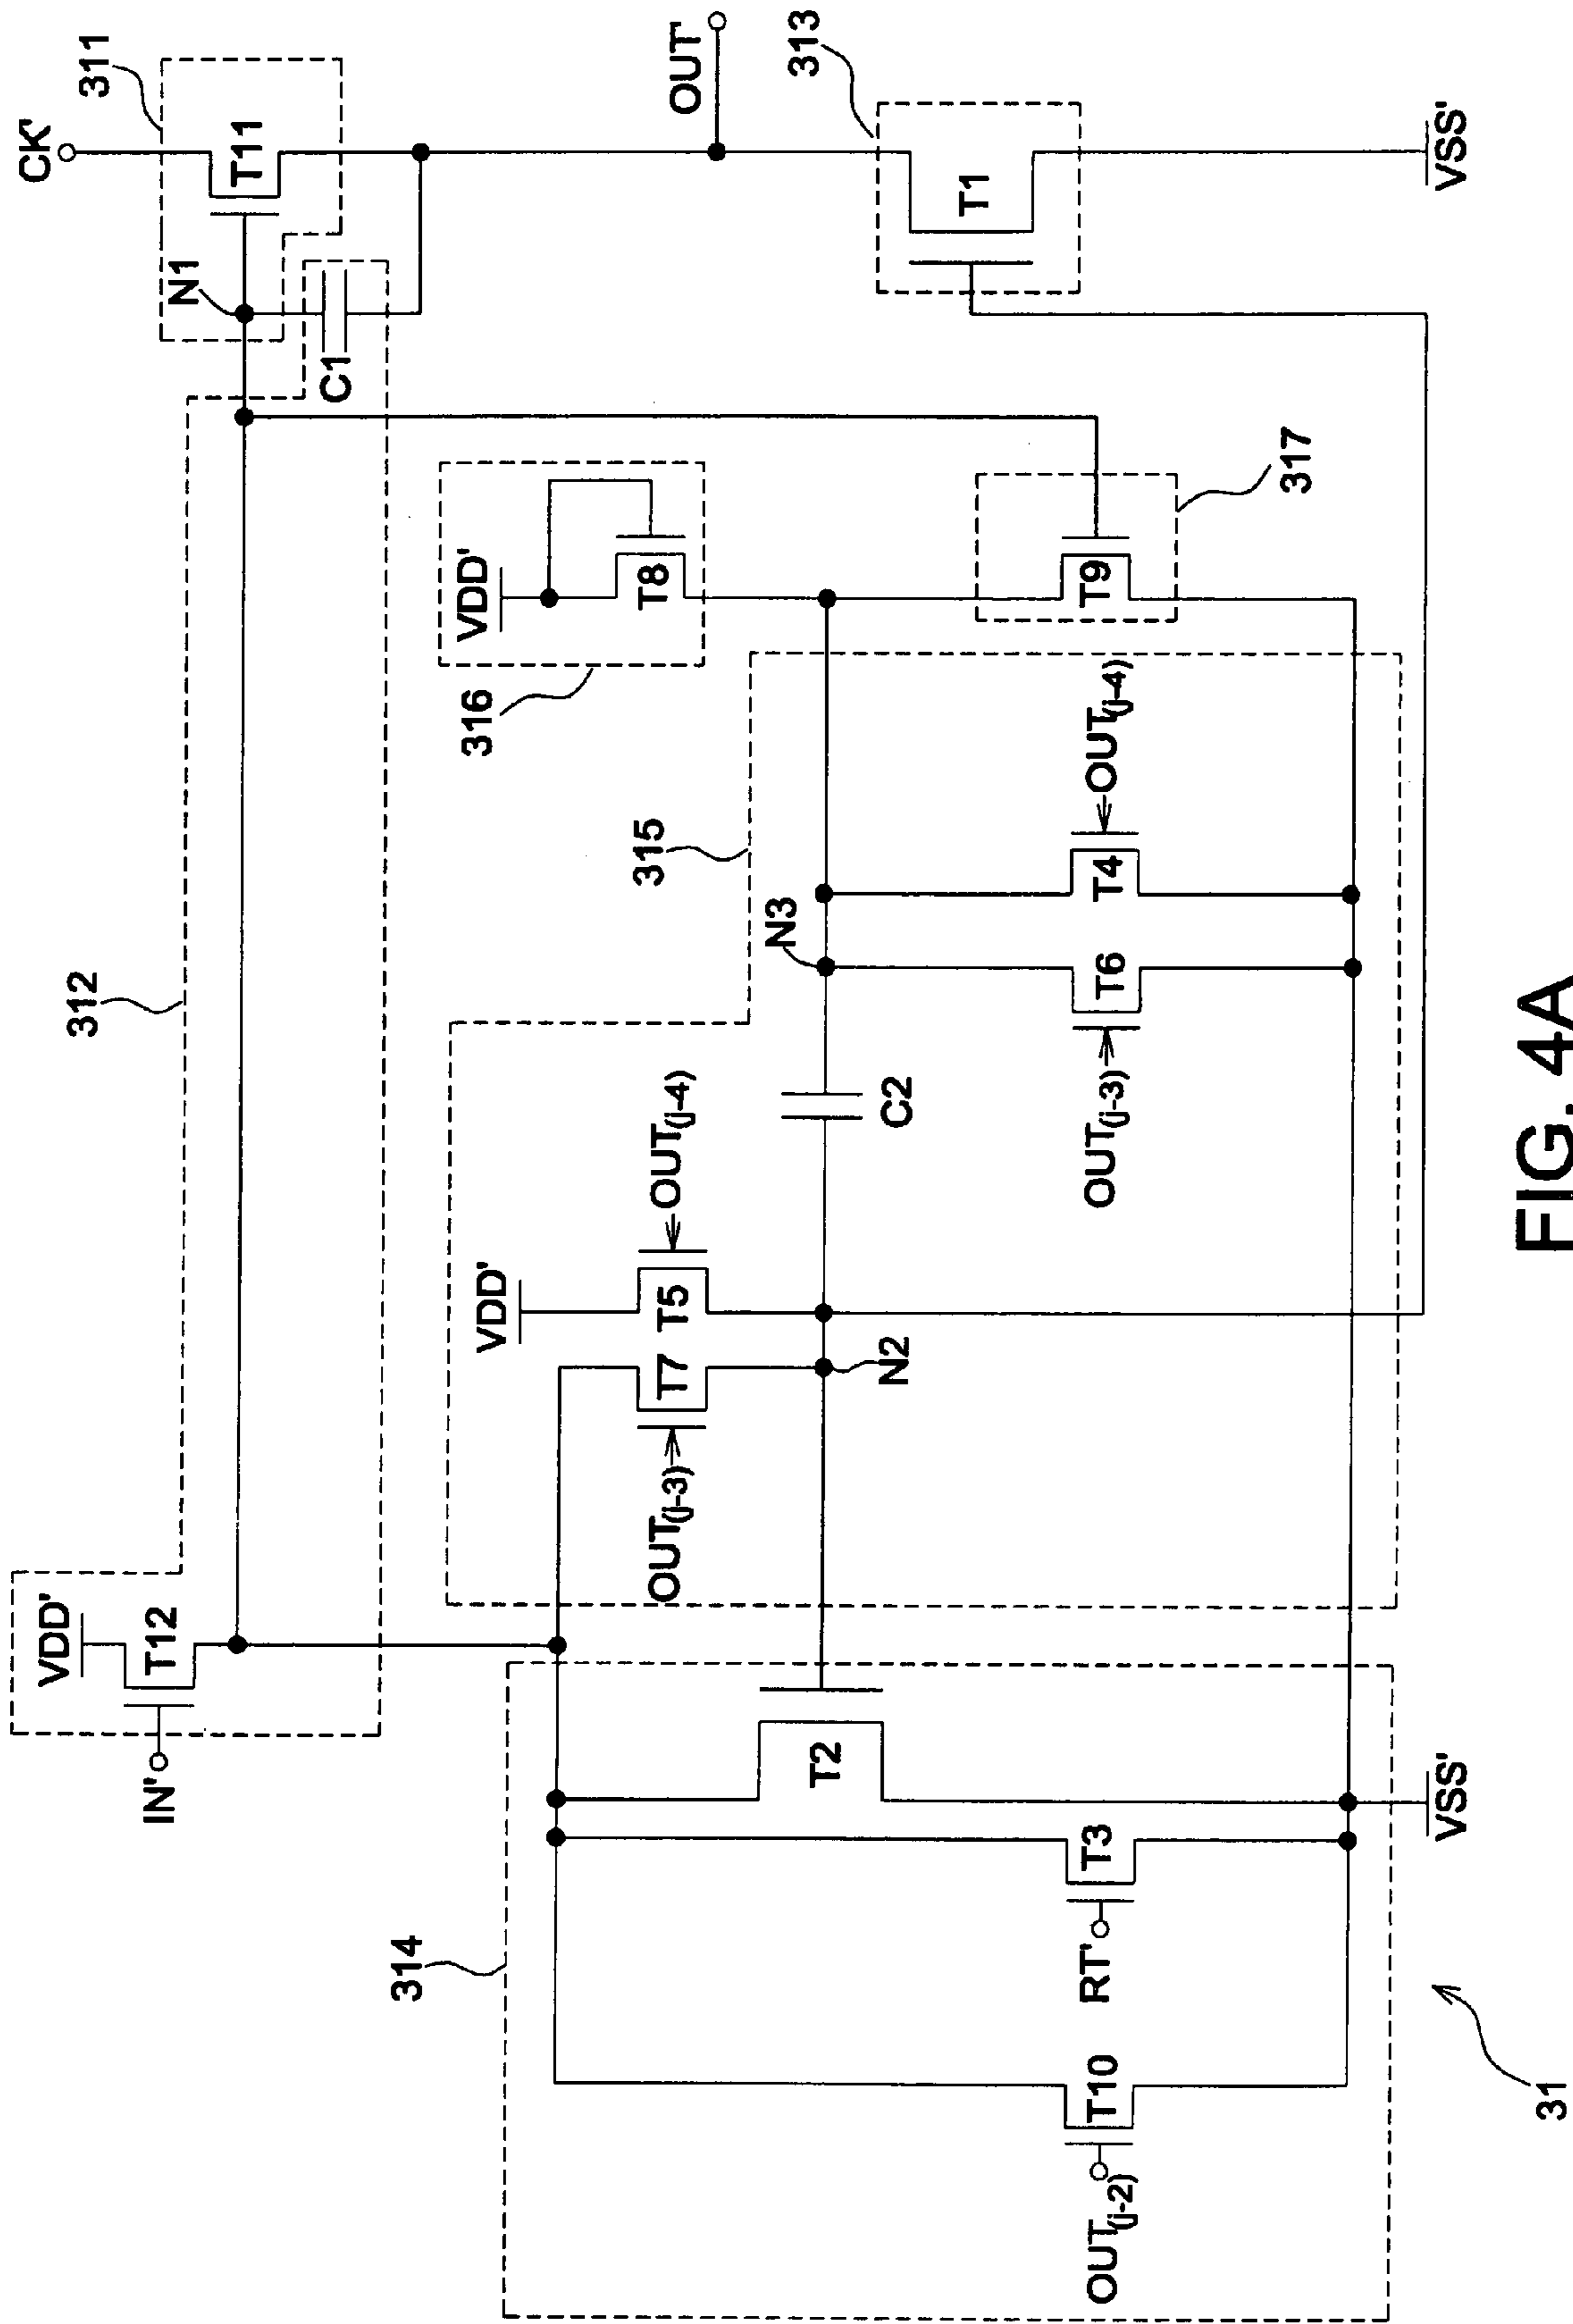 CK'
311
T11
N1
C1
312
OUT'
313
T1
VSS'
VDD'
T8
316
T9
317
315
N3
OUT(j-4)
T4
T6
OUT(j-3)
C2
VDD'
OUT(j-4)
T5
T7
N2
OUT(j-3)
VDD'
T12
IN'
T2
T3
RT'
VSS'
314
T10
OUT(j-2)
31
FIG. 4A